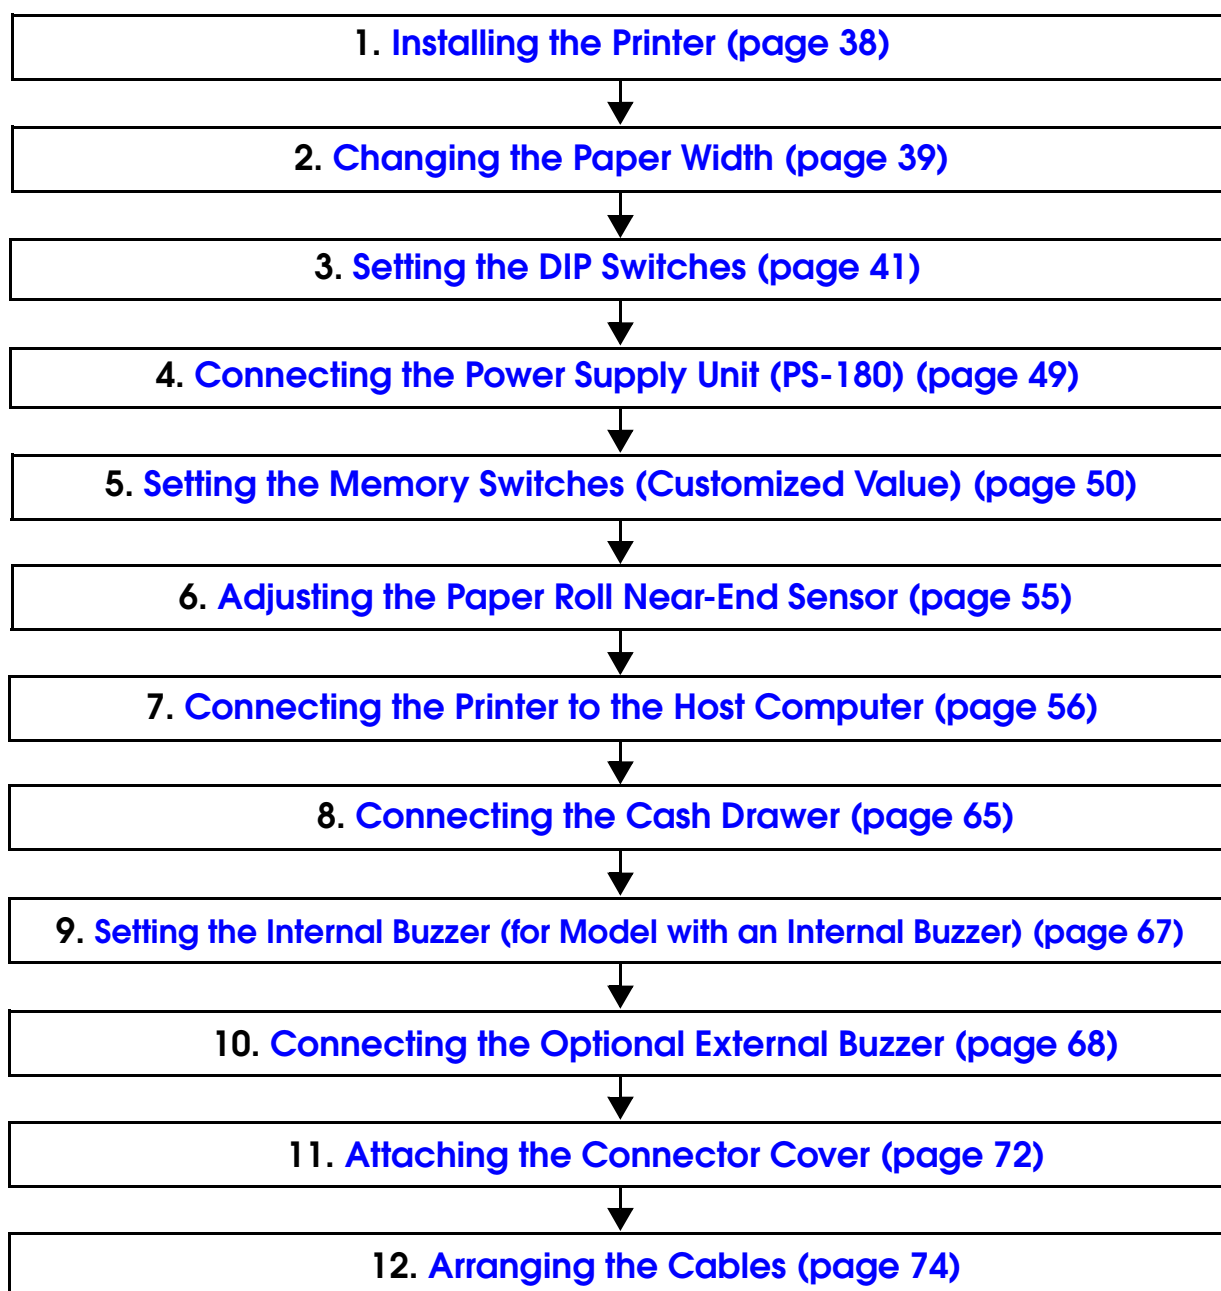 1. Installing the Printer (page 38)
2. Changing the Paper Width (page 39)
3. Setting the DIP Switches (page 41)
4. Connecting the Power Supply Unit (PS-180) (page 49)
5. Setting the Memory Switches (Customized Value) (page 50)
6. Adjusting the Paper Roll Near-End Sensor (page 55)
7. Connecting the Printer to the Host Computer (page 56)
8. Connecting the Cash Drawer (page 65)
9. Setting the Internal Buzzer (for Model with an Internal Buzzer) (page 67)
10. Connecting the Optional External Buzzer (page 68)
11. Attaching the Connector Cover (page 72)
12. Arranging the Cables (page 74)